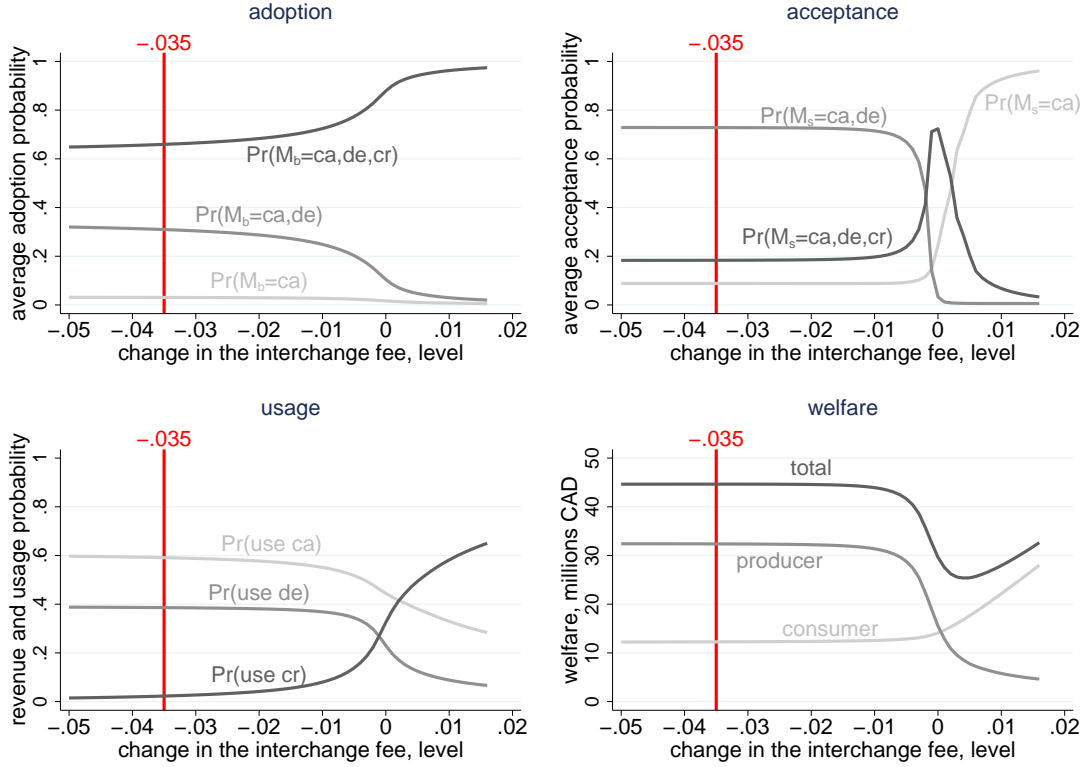 adoption
-.035
average adoption probability
0 .2 .4 .6 .8 1
Pr(M_b=ca,de,cr)
Pr(M_b=ca,de)
Pr(M_b=ca)
-.05 -.04 -.03 -.02 -.01 0 .01 .02
change in the interchange fee, level
acceptance
-.035
average acceptance probability
0 .2 .4 .6 .8 1
Pr(M_s=ca)
Pr(M_s=ca,de)
Pr(M_s=ca,de,cr)
-.05 -.04 -.03 -.02 -.01 0 .01 .02
change in the interchange fee, level
usage
-.035
revenue and usage probability
0 .2 .4 .6 .8 1
Pr(use ca)
Pr(use de)
Pr(use cr)
-.05 -.04 -.03 -.02 -.01 0 .01 .02
change in the interchange fee, level
welfare
-.035
welfare, millions CAD
0 10 20 30 40 50
total
producer
consumer
-.05 -.04 -.03 -.02 -.01 0 .01 .02
change in the interchange fee, level